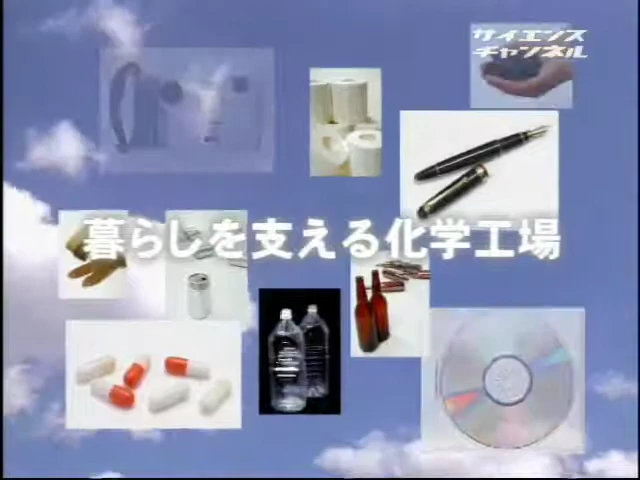 サイエンス
チャンネル
暮らしを支える化学工場